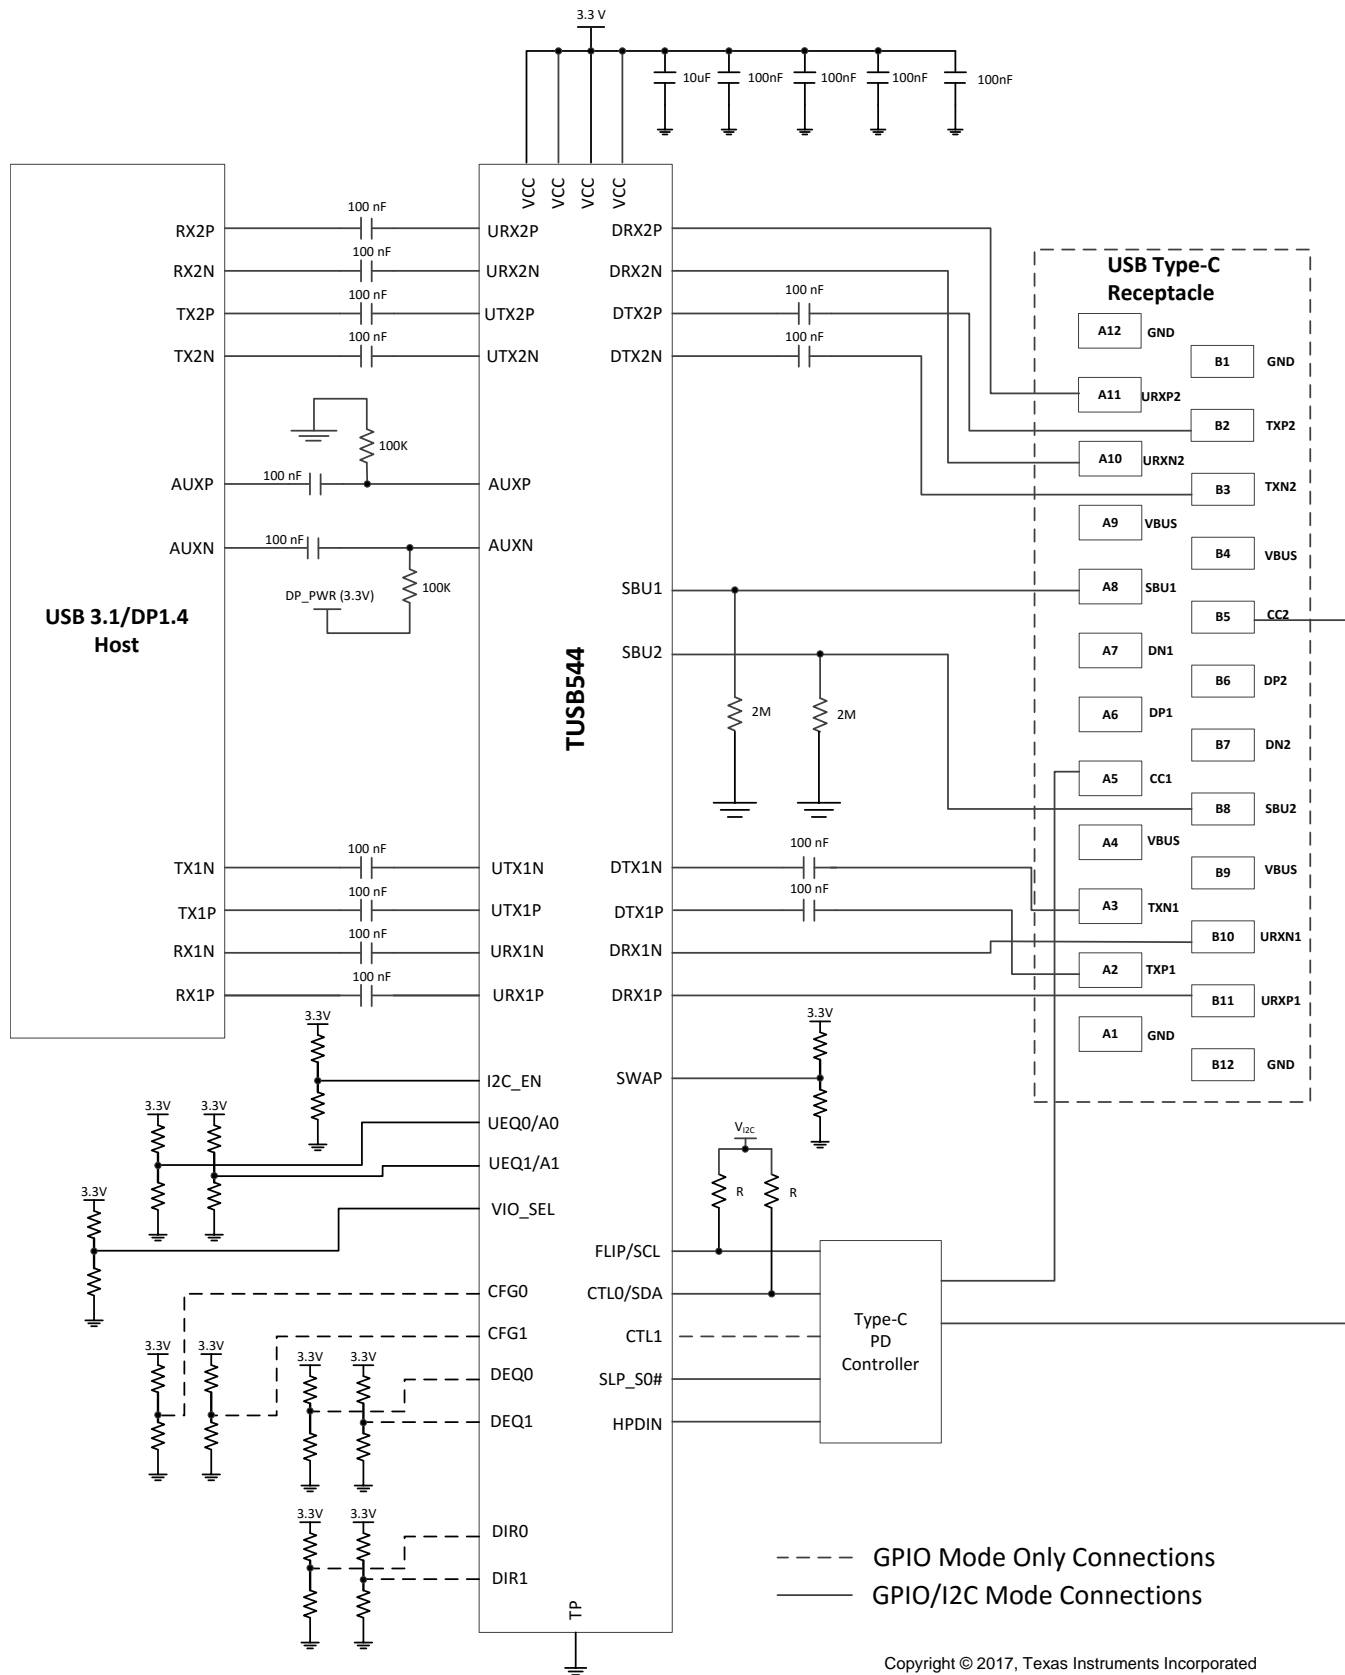 3.3 V
10uF
100nF
100nF
100nF
100nF
VCC
VCC
VCC
VCC
RX2P
100 nF
URX2P
DRX2P
RX2N
100 nF
URX2N
DRX2N
TX2P
100 nF
UTX2P
DTX2P
100 nF
TX2N
100 nF
UTX2N
DTX2N
100 nF
100K
AUXP
100 nF
AUXP
AUXN
100 nF
AUXN
DP_PWR (3.3V)
100K
USB 3.1/DP1.4
Host
TUSB544
SBU1
SBU2
2M
2M
TX1N
100 nF
UTX1N
DTX1N
100 nF
TX1P
100 nF
UTX1P
DTX1P
100 nF
RX1N
100 nF
URX1N
DRX1N
RX1P
100 nF
URX1P
DRX1P
USB Type-C
Receptacle
A12 GND
B1 GND
A11 URXP2
B2 TXP2
A10 URXN2
B3 TXN2
A9 VBUS
B4 VBUS
A8 SBU1
B5 CC2
A7 DN1
B6 DP2
A6 DP1
B7 DN2
A5 CC1
B8 SBU2
A4 VBUS
B9 VBUS
A3 TXN1
B10 URXN1
A2 TXP1
B11 URXP1
A1 GND
B12 GND
3.3V
I2C_EN
SWAP
3.3V
3.3V
3.3V
UEQ0/A0
UEQ1/A1
3.3V
VIO_SEL
VI2C
R
R
FLIP/SCL
CFG0
CTL0/SDA
CFG1
CTL1
3.3V
3.3V
3.3V
3.3V
DEQ0
SLP_S0#
DEQ1
HPDIN
Type-C
PD
Controller
3.3V
3.3V
DIR0
DIR1
TP
GPIO Mode Only Connections
GPIO/I2C Mode Connections
Copyright © 2017, Texas Instruments Incorporated